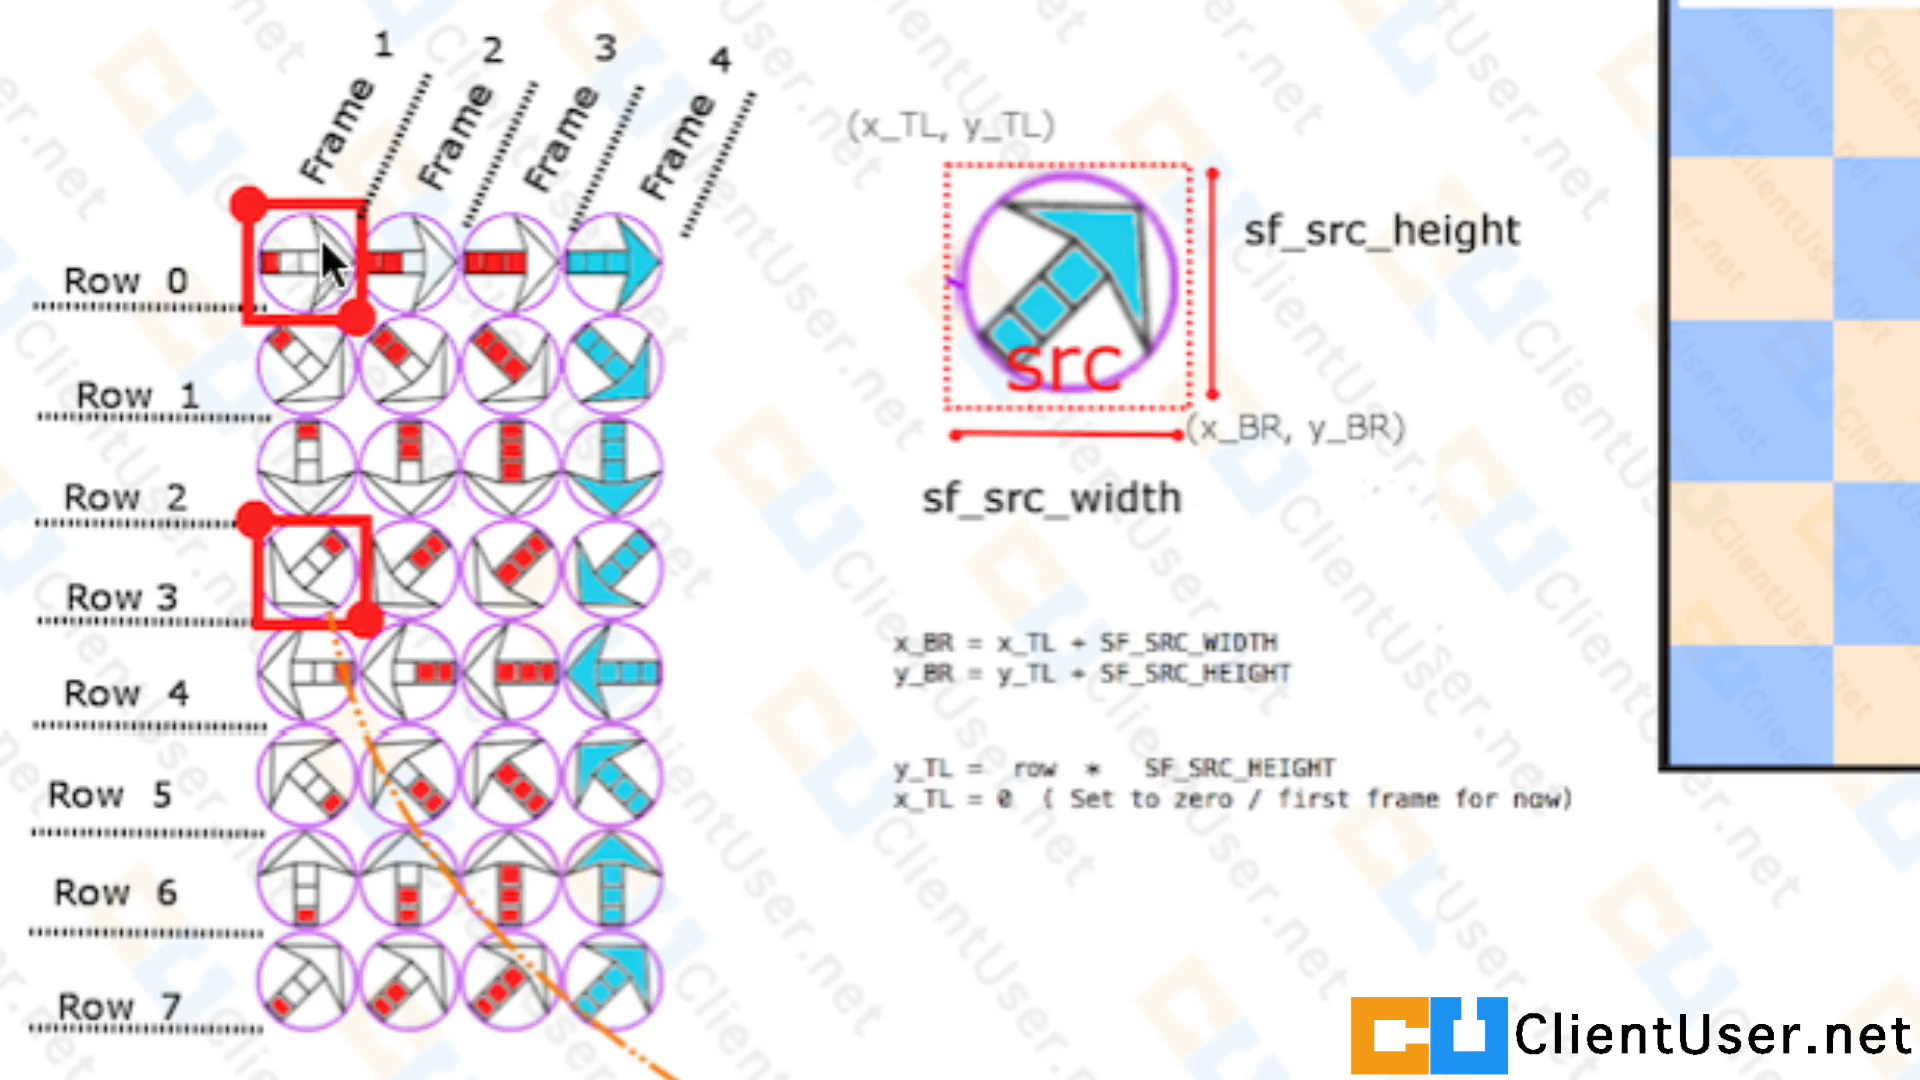 Frame 1
Frame 2
Frame 3
Frame 4
Row 0
Row 1
Row 2
Row 3
Row 4
Row 5
Row 6
Row 7
(x_TL, y_TL)
sf_src_height
src
(x_BR, y_BR)
sf_src_width
x_BR = x_TL + SF_SRC_WIDTH
y_BR = y_TL + SF_SRC_HEIGHT
y_TL = row * SF_SRC_HEIGHT
x_TL = 0 ( Set to zero / first frame for now)
ClientUser.net